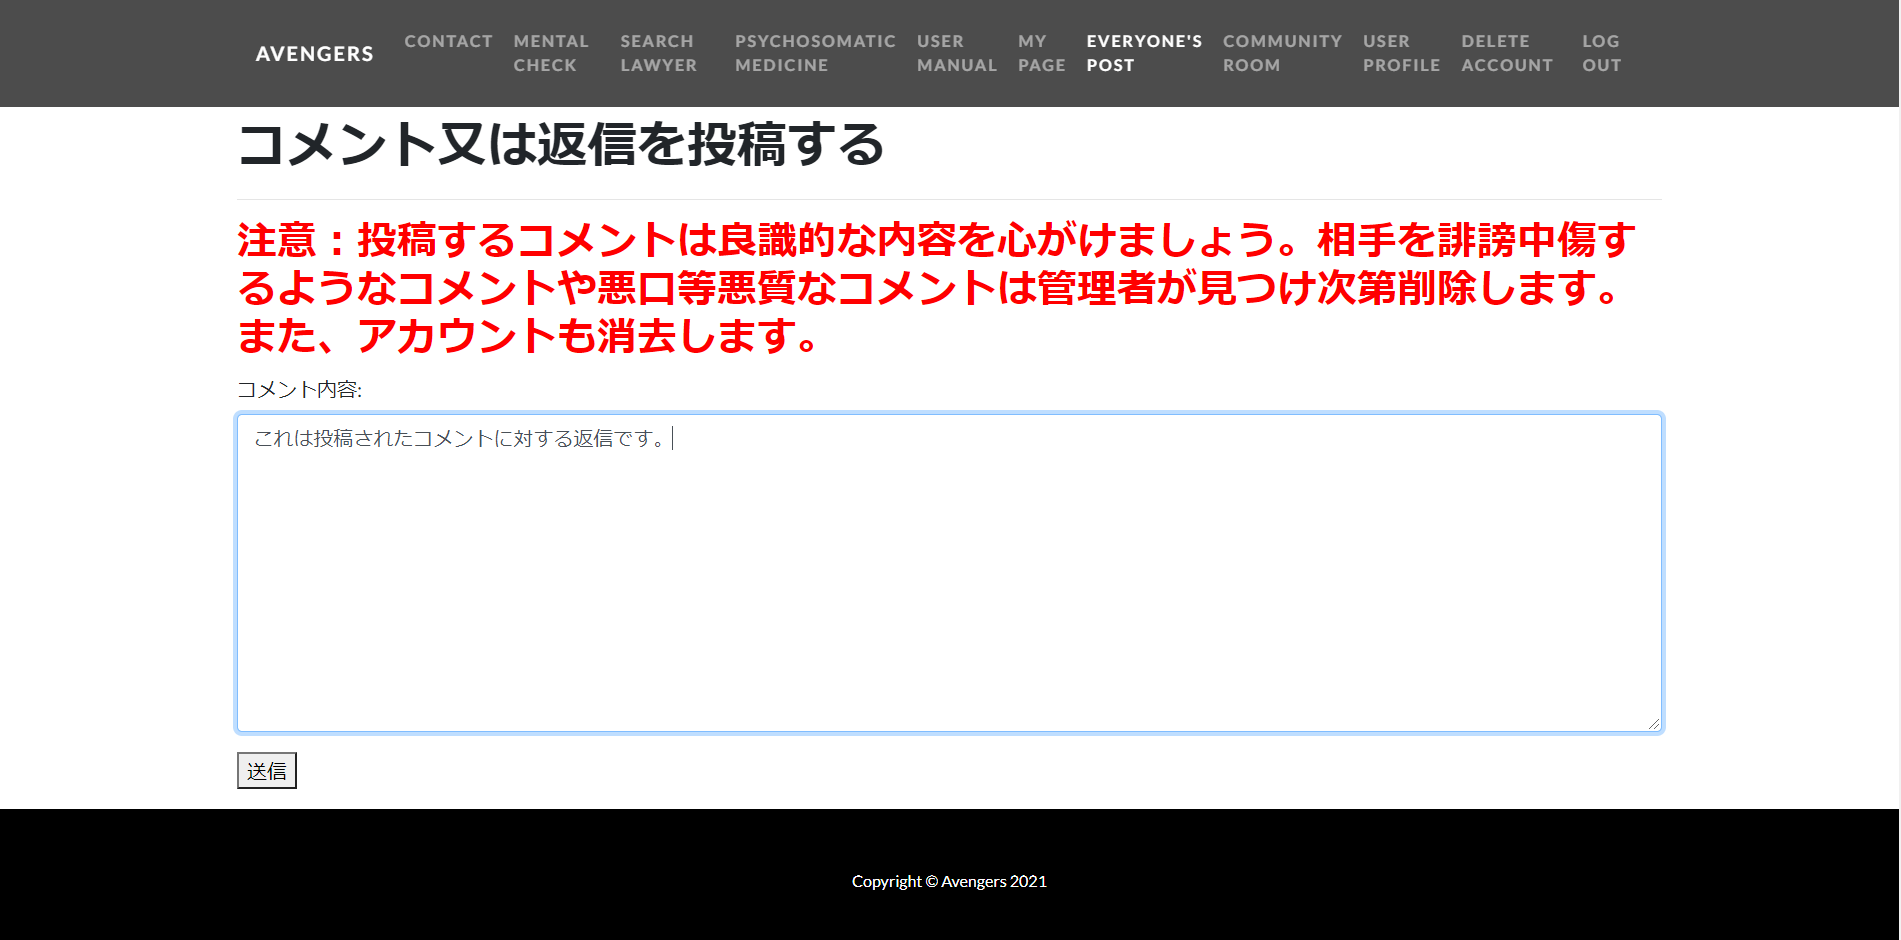 AVENGERS
CONTACT
MENTAL
CHECK
SEARCH
LAWYER
PSYCHOSOMATIC
MEDICINE
USER
MANUAL
MY
PAGE
EVERYONE'S
POST
COMMUNITY
ROOM
USER
PROFILE
DELETE
ACCOUNT
LOG
OUT
コメント又は返信を投稿する
注意：投稿するコメントは良識的な内容を心がけましょう。相手を誹謗中傷す
るようなコメントや悪口等悪質なコメントは管理者が見つけ次第削除します。
また、アカウントも消去します。
コメント内容:
これは投稿されたコメントに対する返信です。
送信
Copyright © Avengers 2021